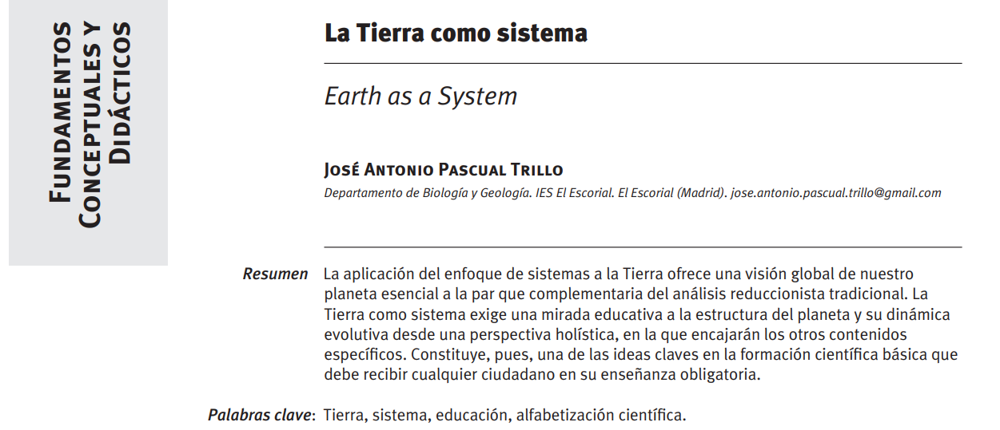 FUNDAMENTOS
CONCEPTUALES Y
DIDÁCTICOS
La Tierra como sistema
Earth as a System
JOSÉ ANTONIO PASCUAL TRILLO
Departamento de Biología y Geología. IES El Escorial. El Escorial (Madrid). jose.antonio.pascual.trillo@gmail.com
Resumen La aplicación del enfoque de sistemas a la Tierra ofrece una visión global de nuestro
planeta esencial a la par que complementaria del análisis reduccionista tradicional. La
Tierra como sistema exige una mirada educativa a la estructura del planeta y su dinámica
evolutiva desde una perspectiva holística, en la que encajarán los otros contenidos
específicos. Constituye, pues, una de las ideas claves en la formación científica básica que
debe recibir cualquier ciudadano en su enseñanza obligatoria.
Palabras clave: Tierra, sistema, educación, alfabetización científica.